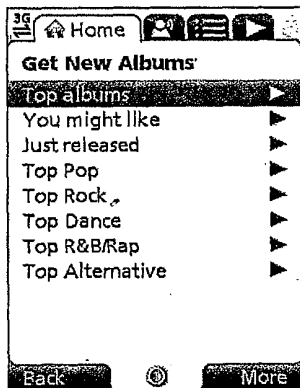 3G
Home
Get New Albums
Top albums
You might like
Just released
Top Pop
Top Rock
Top Dance
Top R&B/Rap
Top Alternative
Back
More